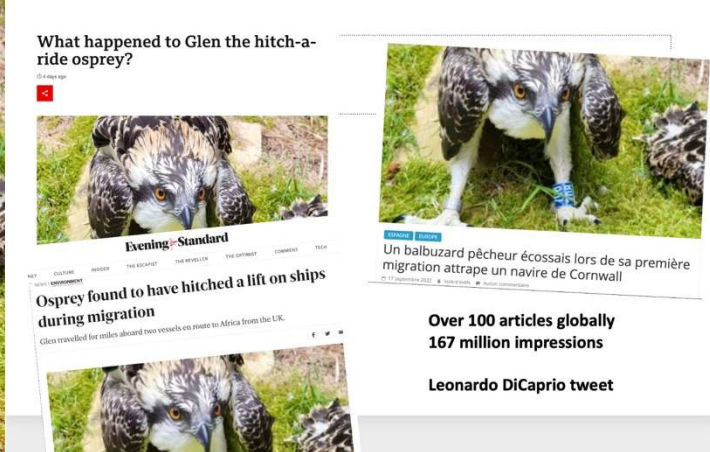 What happened to Glen the hitch-a-
ride osprey?
4 days ago
Evening Standard
CULTURE INSIDER THE ESCAPIST THE REVELLER THE OPTIMIST COMMENT TECH
NEWS | ENVIRONMENT
Osprey found to have hitched a lift on ships
during migration
Glen travelled for miles aboard two vessels en route to Africa from the UK.
ESPAGNE EUROPE
Un balbuzard pêcheur écossais lors de sa première
migration attrape un navire de Cornwall
17 septembre 2022 Aucun commentaire
Over 100 articles globally
167 million impressions
Leonardo DiCaprio tweet